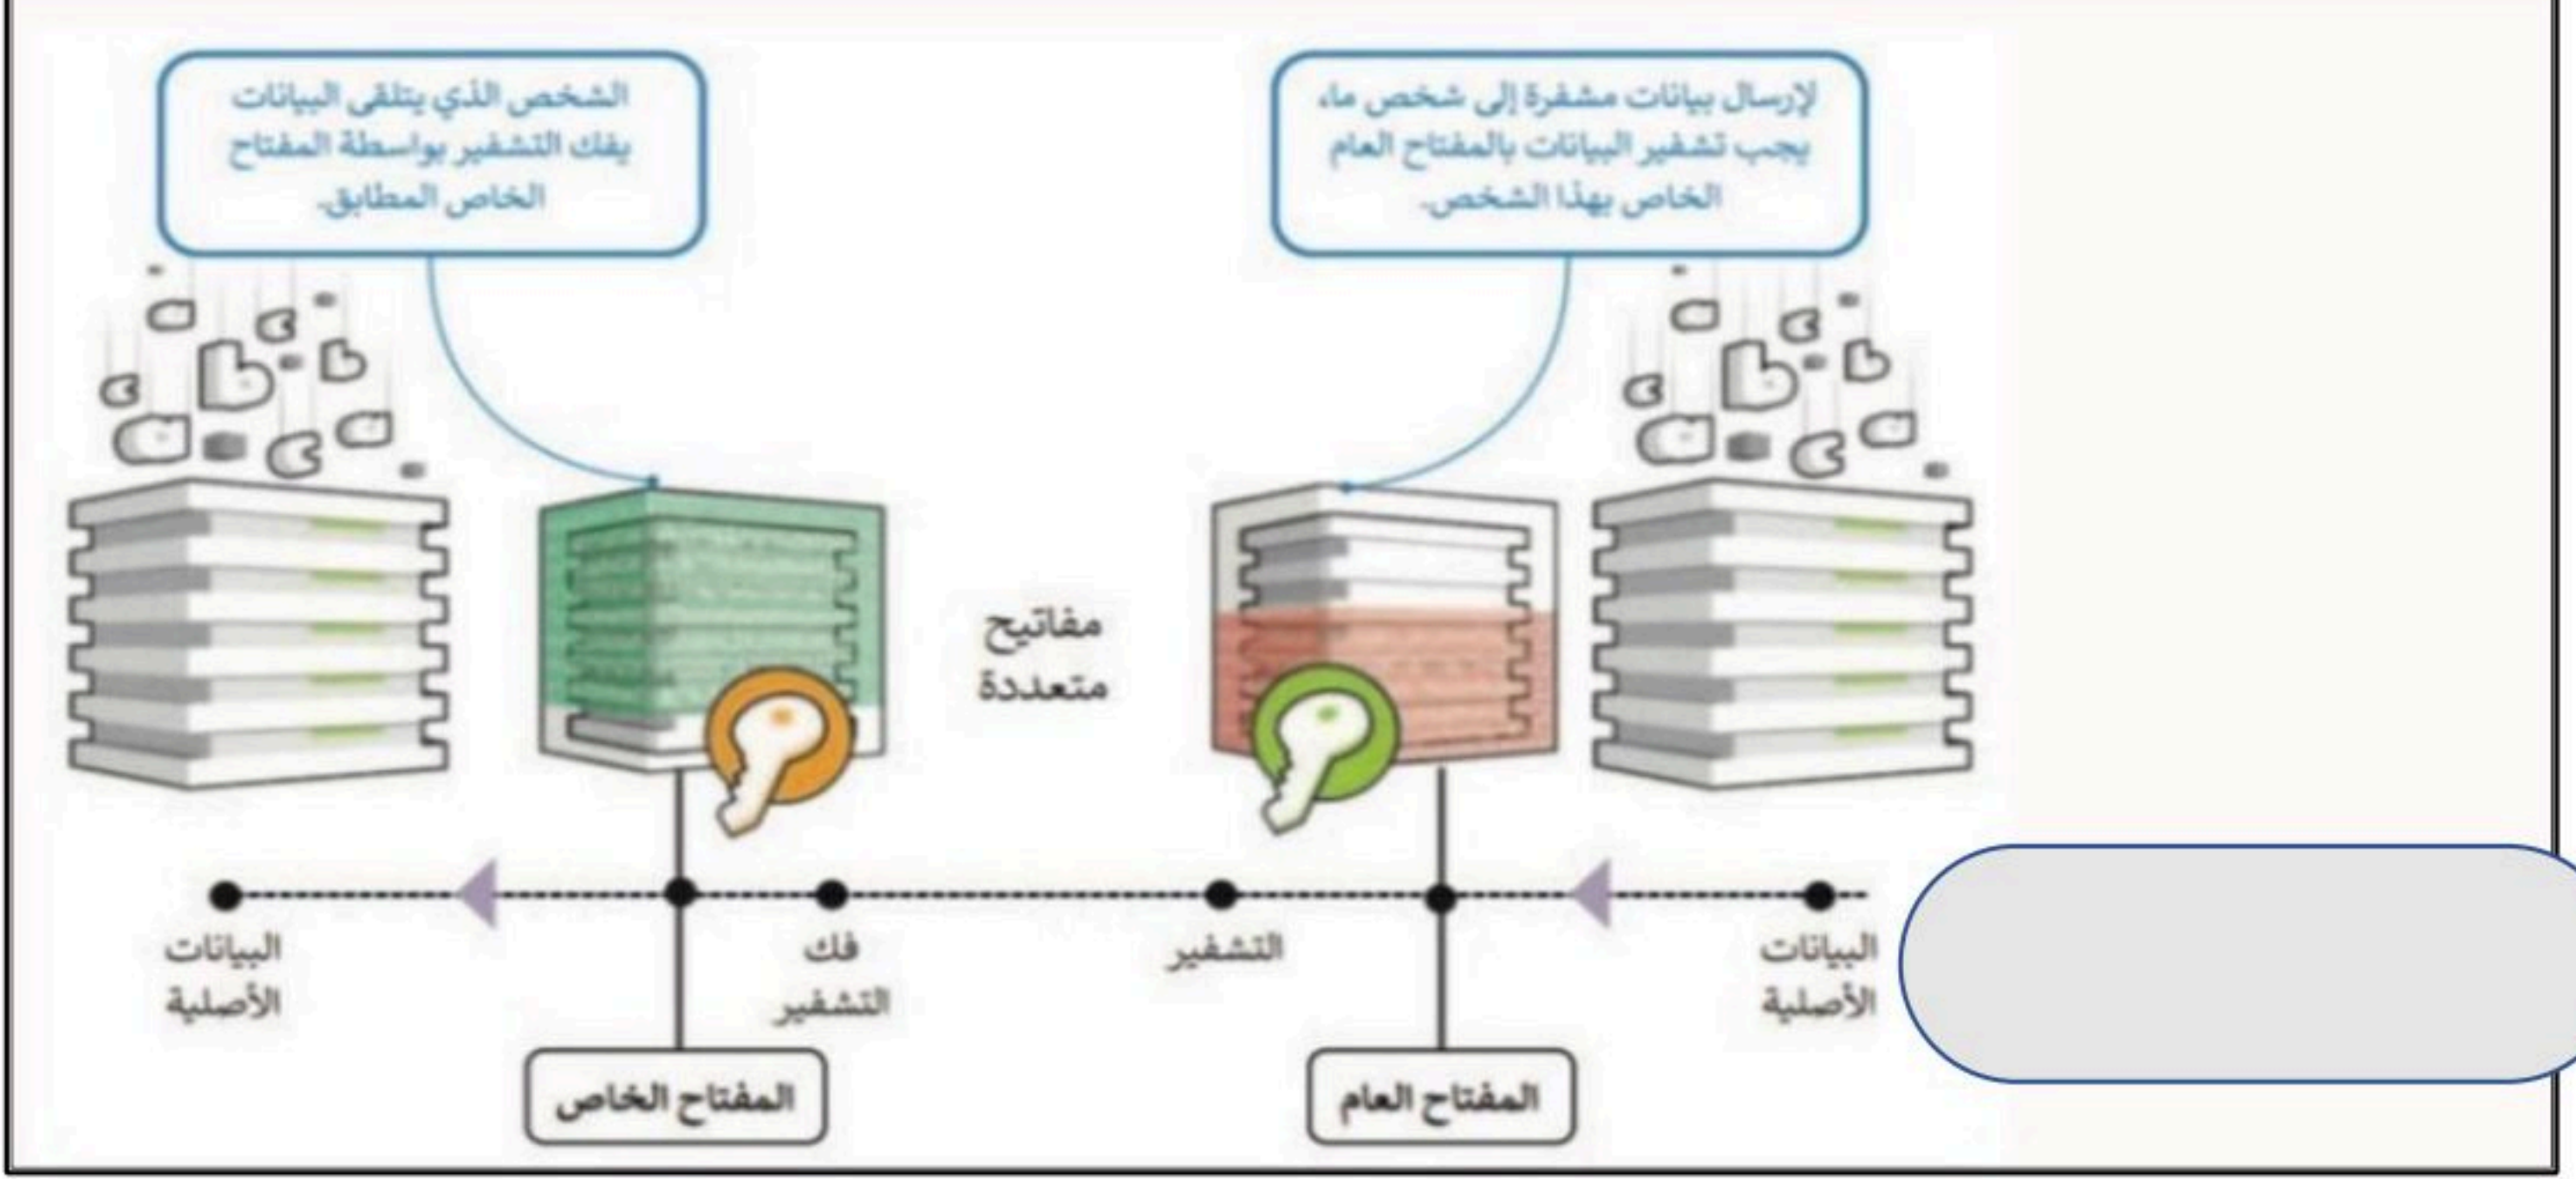 لإرسال بيانات مشفرة إلى شخص ما،
يجب تشفير البيانات بالمفتاح العام
الخاص بهذا الشخص.
الشخص الذي يتلقى البيانات
يفك التشفير بواسطة المفتاح
الخاص المطابق.
مفاتيح
متعددة
البيانات
الأصلية
التشفير
فك
التشفير
البيانات
الأصلية
المفتاح العام
المفتاح الخاص